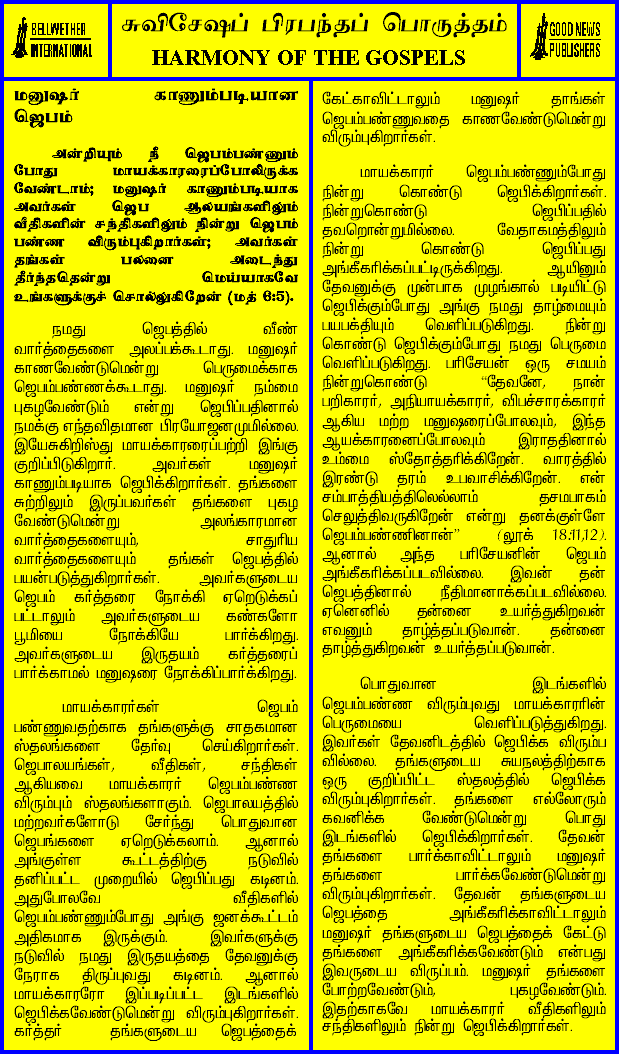 BELLWETHER
INTERNATIONAL
சுவிசேஷப் பிரபந்தப் பொருத்தம்
HARMONY OF THE GOSPELS
GOOD NEWS
PUBLISHERS
மனுஷர் காணும்படியான
ஜெபம்
அன்றியும் நீ ஜெபம்பண்ணும்
போது மாயக்காரரைப்போலிருக்க
வேண்டாம்; மனுஷர் காணும்படியாக
அவர்கள் ஜெப ஆலயங்களிலும்
வீதிகளின் சந்திகளிலும் நின்று ஜெபம்
பண்ண விரும்புகிறார்கள்; அவர்கள்
தங்கள் பலனை அடைந்து
தீர்ந்ததென்று மெய்யாகவே
உங்களுக்குச் சொல்லுகிறேன் (மத் 6:5).
நமது ஜெபத்தில் வீண்
வார்த்தைகளை அலப்பக்கூடாது. மனுஷர்
காணவேண்டுமென்று பெருமைக்காக
ஜெபம்பண்ணக்கூடாது. மனுஷர் நம்மை
புகழவேண்டும் என்று ஜெபிப்பதினால்
நமக்கு எந்தவிதமான பிரயோஜனமுமில்லை.
இயேசுகிறிஸ்து மாயக்காரரைப்பற்றி இங்கு
குறிப்பிடுகிறார். அவர்கள் மனுஷர்
காணும்படியாக ஜெபிக்கிறார்கள். தங்களை
சுற்றிலும் இருப்பவர்கள் தங்களை புகழ
வேண்டுமென்று அலங்காரமான
வார்த்தைகளையும், சாதுரிய
வார்த்தைகளையும் தங்கள் ஜெபத்தில்
பயன்படுத்துகிறார்கள். அவர்களுடைய
ஜெபம் கர்த்தரை நோக்கி ஏறெடுக்கப்
பட்டாலும் அவர்களுடைய கண்களோ
பூமியை நோக்கியே பார்க்கிறது.
அவர்களுடைய இருதயம் கர்த்தரைப்
பார்க்காமல் மனுஷரை நோக்கிப்பார்க்கிறது.
மாயக்காரர்கள் ஜெபம்
பண்ணுவதற்காக தங்களுக்கு சாதகமான
ஸ்தலங்களை தேர்வு செய்கிறார்கள்.
ஜெபாலயங்கள், வீதிகள், சந்திகள்
ஆகியவை மாயக்காரர் ஜெபம்பண்ண
விரும்பும் ஸ்தலங்களாகும். ஜெபாலயத்தில்
மற்றவர்களோடு சேர்ந்து பொதுவான
ஜெபங்களை ஏறெடுக்கலாம். ஆனால்
அங்குள்ள கூட்டத்திற்கு நடுவில்
தனிப்பட்ட முறையில் ஜெபிப்பது கடினம்.
அதுபோலவே வீதிகளில்
ஜெபம்பண்ணும்போது அங்கு ஜனக்கூட்டம்
அதிகமாக இருக்கும். இவர்களுக்கு
நடுவில் நமது இருதயத்தை தேவனுக்கு
நேராக திருப்புவது கடினம். ஆனால்
மாயக்காரரோ இப்படிப்பட்ட இடங்களில்
ஜெபிக்கவேண்டுமென்று விரும்புகிறார்கள்.
கர்த்தர் தங்களுடைய ஜெபத்தைக்
கேட்காவிட்டாலும் மனுஷர் தாங்கள்
ஜெபம்பண்ணுவதை காணவேண்டுமென்று
விரும்புகிறார்கள்.
மாயக்காரர் ஜெபம்பண்ணும்போது
நின்று கொண்டு ஜெபிக்கிறார்கள்.
நின்றுகொண்டு ஜெபிப்பதில்
தவறொன்றுமில்லை. வேதாகமத்திலும்
நின்று கொண்டு ஜெபிப்பது
அங்கீகரிக்கப்பட்டிருக்கிறது. ஆயினும்
தேவனுக்கு முன்பாக முழங்கால் படியிட்டு
ஜெபிக்கும்போது அங்கு நமது தாழ்மையும்
பயபக்தியும் வெளிப்படுகிறது. நின்று
கொண்டு ஜெபிக்கும்போது நமது பெருமை
வெளிப்படுகிறது. பரிசேயன் ஒரு சமயம்
நின்றுகொண்டு “தேவனே, நான்
பறிகாரர், அநியாயக்காரர், விபச்சாரக்காரர்
ஆகிய மற்ற மனுஷரைப்போலவும், இந்த
ஆயக்காரனைப்போலவும் இராததினால்
உம்மை ஸ்தோத்தரிக்கிறேன். வாரத்தில்
இரண்டு தரம் உபவாசிக்கிறேன். என்
சம்பாத்தியத்திலெல்லாம் தசமபாகம்
செலுத்திவருகிறேன் என்று தனக்குள்ளே
ஜெபம்பண்ணினான்” (லூக் 18:11,12).
ஆனால் அந்த பரிசேயனின் ஜெபம்
அங்கீகரிக்கப்படவில்லை. இவன் தன்
ஜெபத்தினால் நீதிமானாக்கப்படவில்லை.
ஏனெனில் தன்னை உயர்த்துகிறவன்
எவனும் தாழ்த்தப்படுவான். தன்னை
தாழ்த்துகிறவன் உயர்த்தப்படுவான்.
பொதுவான இடங்களில்
ஜெபம்பண்ண விரும்புவது மாயக்காரரின்
பெருமையை வெளிப்படுத்துகிறது.
இவர்கள் தேவனிடத்தில் ஜெபிக்க விரும்ப
வில்லை. தங்களுடைய சுயநலத்திற்காக
ஒரு குறிப்பிட்ட ஸ்தலத்தில் ஜெபிக்க
விரும்புகிறார்கள். தங்களை எல்லோரும்
கவனிக்க வேண்டுமென்று பொது
இடங்களில் ஜெபிக்கிறார்கள். தேவன்
தங்களை பார்க்காவிட்டாலும் மனுஷர்
தங்களை பார்க்கவேண்டுமென்று
விரும்புகிறார்கள். தேவன் தங்களுடைய
ஜெபத்தை அங்கீகரிக்காவிட்டாலும்
மனுஷர் தங்களுடைய ஜெபத்தைக் கேட்டு
தங்களை அங்கீகரிக்கவேண்டும் என்பது
இவருடைய விருப்பம். மனுஷர் தங்களை
போற்றவேண்டும், புகழவேண்டும்.
இதற்காகவே மாயக்காரர் வீதிகளிலும்
சந்திகளிலும் நின்று ஜெபிக்கிறார்கள்.